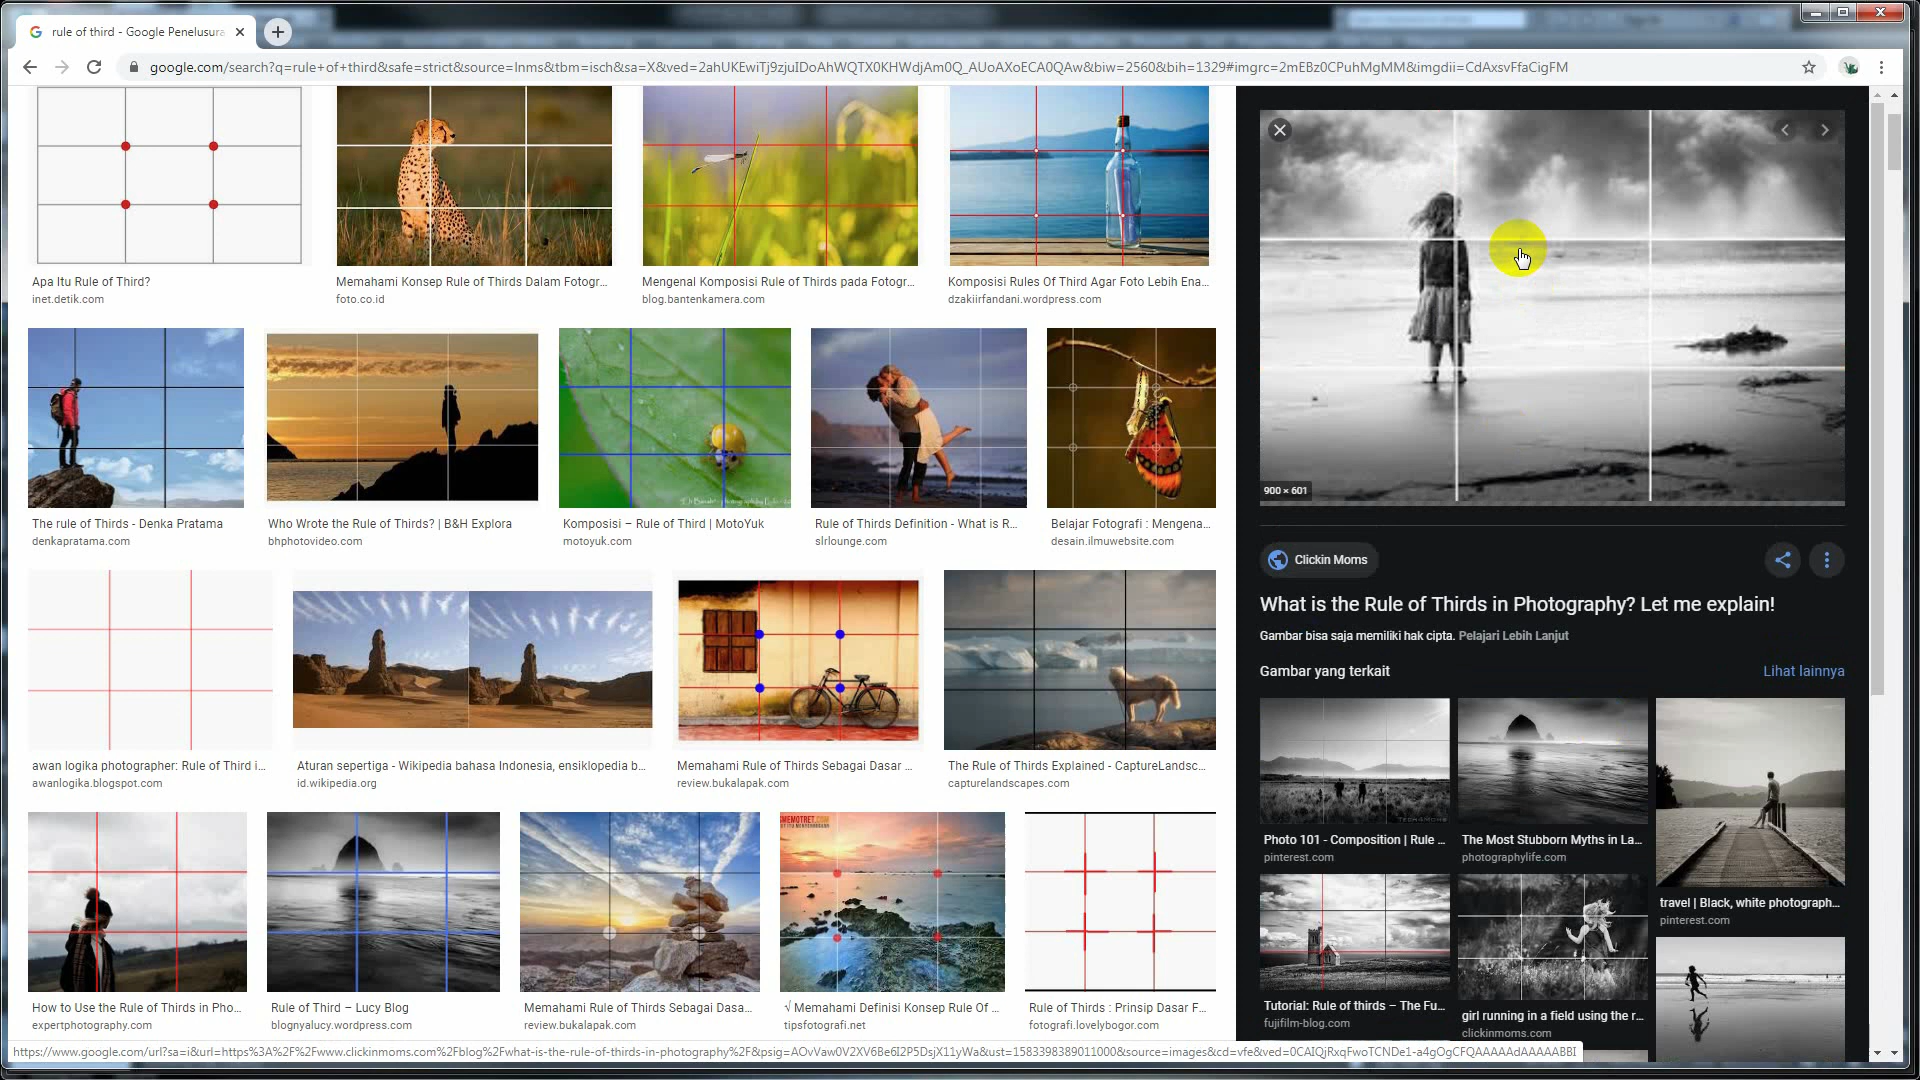 rule of third - Google Penelusura
google.com/search?q=rule+of+third&safe=strict&source=lnms&tbm=isch&sa=X&ved=2ahUKEwiTj9zjuIDoAhWQTX0KHWdjAm0Q_AUoAXoECA0QAw&biw=2560&bih=1329#imgrc=2mEBz0CPuhMgMM&imgdii=CdAxsvFfaCigFM
Apa Itu Rule of Third?
inet.detik.com
Memahami Konsep Rule of Thirds Dalam Fotogr...
foto.co.id
Mengenal Komposisi Rule of Thirds pada Fotogr...
blog.bantenkamera.com
Komposisi Rules Of Third Agar Foto Lebih Ena...
dzakiirfandani.wordpress.com
The rule of Thirds - Denka Pratama
denkapratama.com
Who Wrote the Rule of Thirds? | B&H Explora
bhphotovideo.com
Komposisi – Rule of Third | MotoYuk
motoyuk.com
Rule of Thirds Definition - What is R...
slrlounge.com
Belajar Fotografi : Mengena...
desain.ilmuwebsite.com
awan logika photographer: Rule of Third i...
awanlogika.blogspot.com
Aturan sepertiga - Wikipedia bahasa Indonesia, ensiklopedia b...
id.wikipedia.org
Memahami Rule of Thirds Sebagai Dasar ...
review.bukalapak.com
The Rule of Thirds Explained - CaptureLandsc...
capturelandscapes.com
How to Use the Rule of Thirds in Pho...
expertphotography.com
Rule of Third – Lucy Blog
blognyalucy.wordpress.com
Memahami Rule of Thirds Sebagai Dasa...
review.bukalapak.com
√ Memahami Definisi Konsep Rule Of ...
tipsfotografi.net
Rule of Thirds : Prinsip Dasar F...
fotografi.lovelybogor.com
900 × 601
Clickin Moms
What is the Rule of Thirds in Photography? Let me explain!
Gambar bisa saja memiliki hak cipta. Pelajari Lebih Lanjut
Gambar yang terkait
Lihat lainnya
Photo 101 - Composition | Rule ...
pinterest.com
The Most Stubborn Myths in La...
photographylife.com
travel | Black, white photograph...
pinterest.com
Tutorial: Rule of thirds – The Fu...
fujifilm-blog.com
girl running in a field using the r...
clickinmoms.com
https://www.google.com/url?sa=i&url=https%3A%2F%2Fwww.clickinmoms.com%2Fblog%2Fwhat-is-the-rule-of-thirds-in-photography%2F&psig=AOvVaw0V2XV6Be6I2P5DsjX11yWa&ust=1583398389011000&source=images&cd=vfe&ved=0CAIQjRxqFwoTCNDe1-a4gOgCFQAAAAAdAAAAABBI